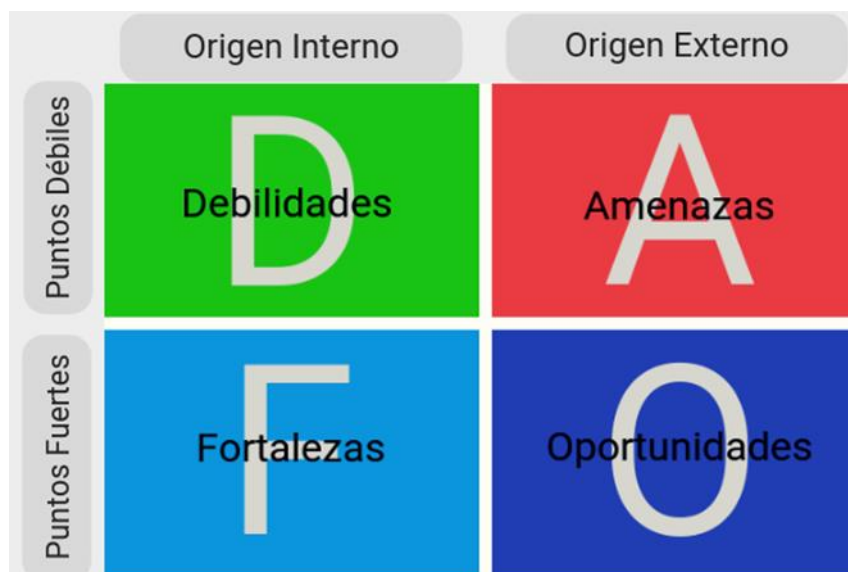 Origen Interno
Origen Externo
Puntos Débiles
D
Debilidades
A
Amenazas
Puntos Fuertes
F
Fortalezas
O
Oportunidades